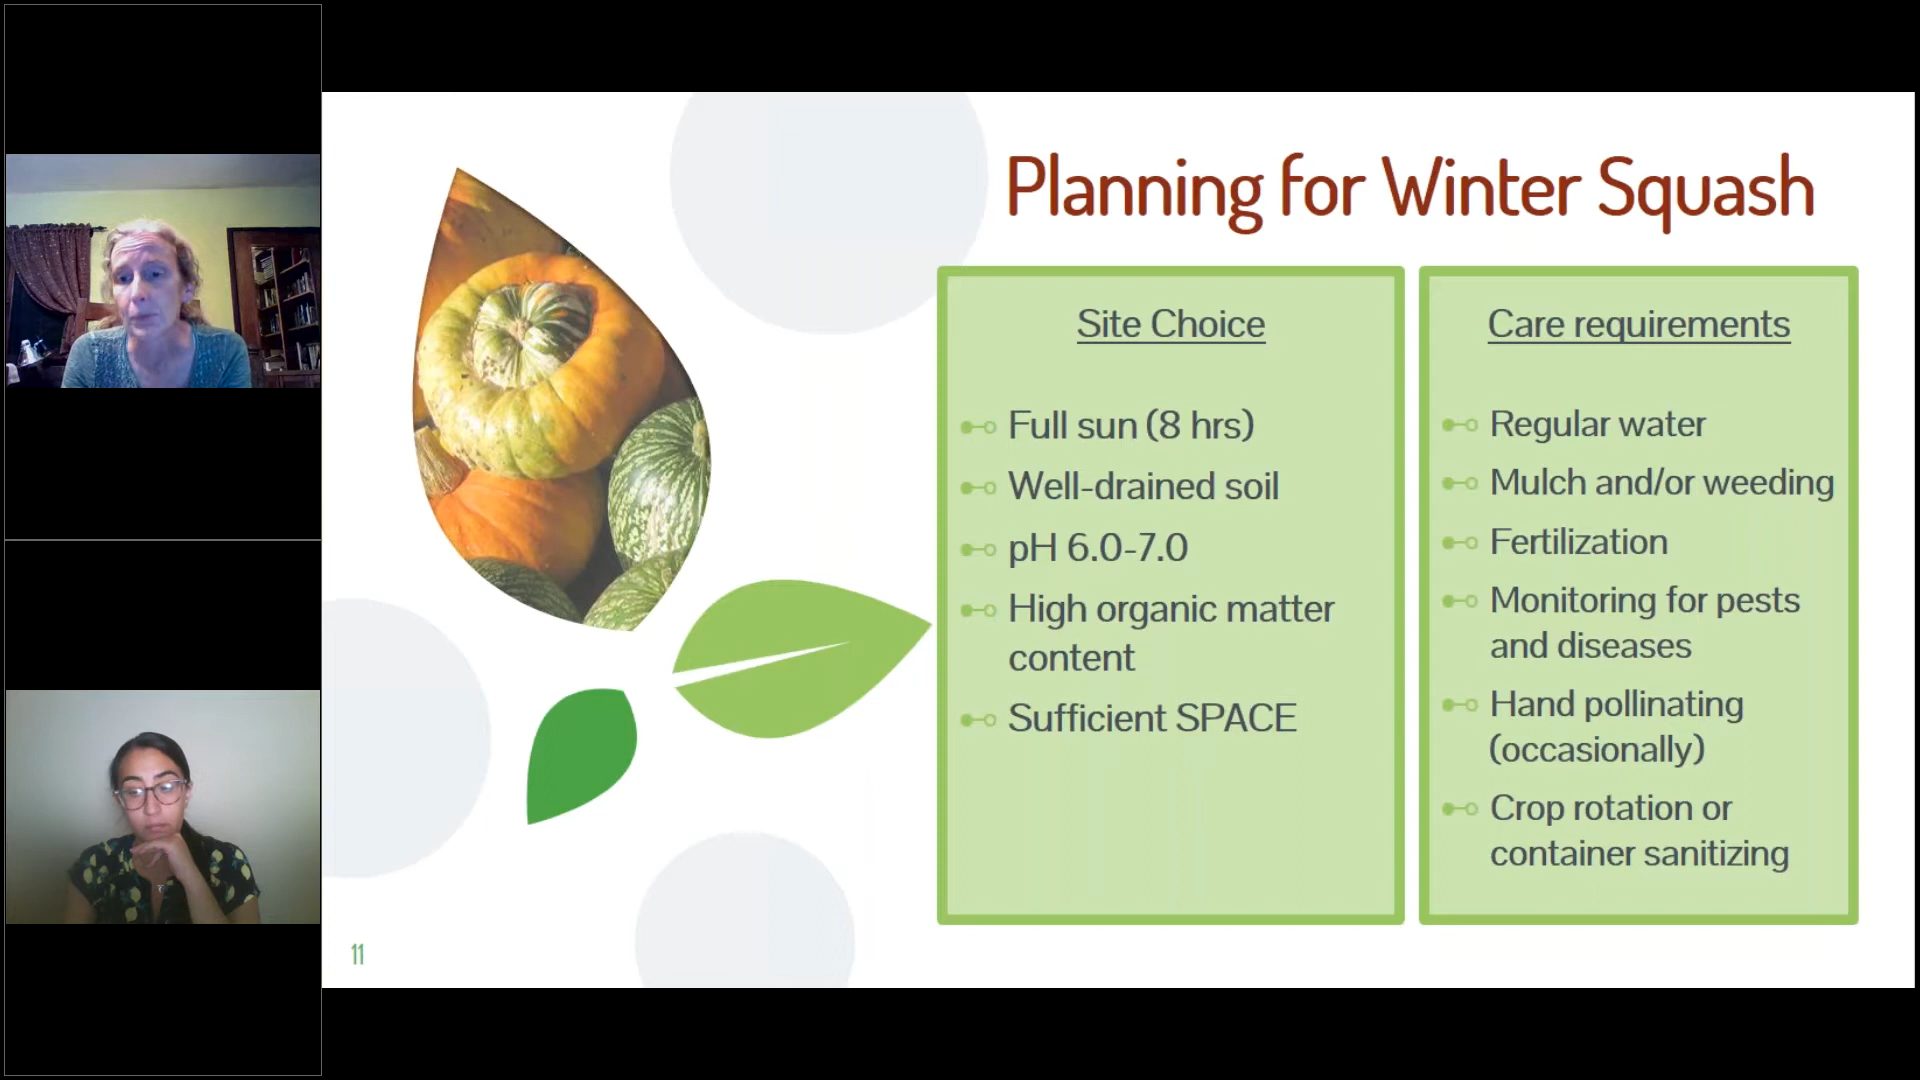 Planning for Winter Squash
Site Choice
Full sun (8 hrs)
Well-drained soil
pH 6.0-7.0
High organic matter
content
Sufficient SPACE
Care requirements
Regular water
Mulch and/or weeding
Fertilization
Monitoring for pests
and diseases
Hand pollinating
(occasionally)
Crop rotation or
container sanitizing
11